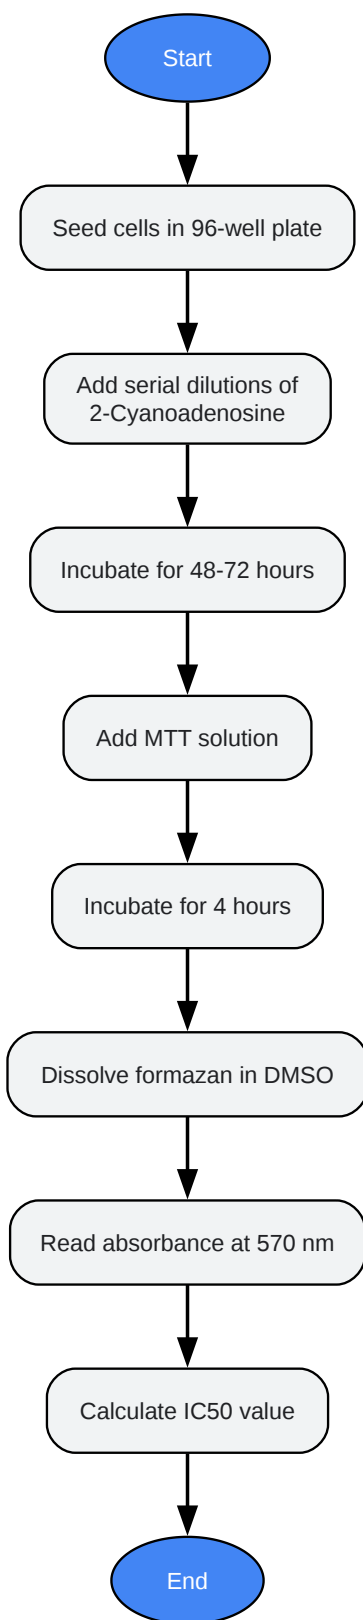 Start
Seed cells in 96-well plate
Add serial dilutions of
2-Cyanoadenosine
Incubate for 48-72 hours
Add MTT solution
Incubate for 4 hours
Dissolve formazan in DMSO
Read absorbance at 570 nm
Calculate IC50 value
End